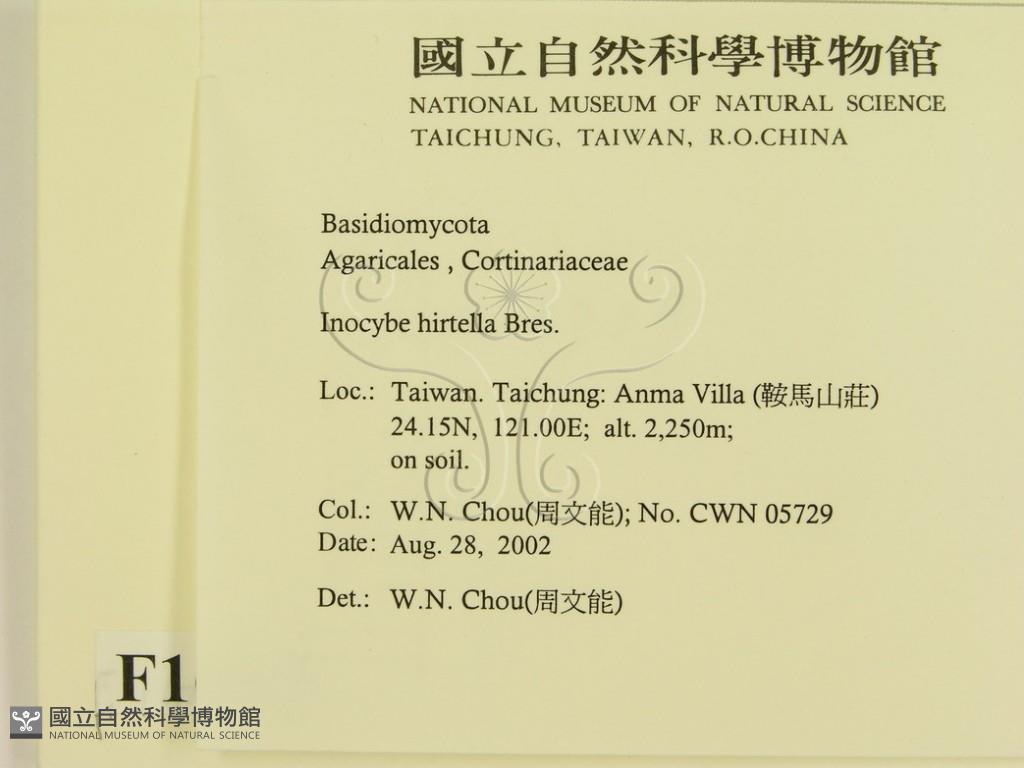 國立自然科學博物館
NATIONAL MUSEUM OF NATURAL SCIENCE
TAICHUNG, TAIWAN, R.O.CHINA
Basidiomycota
Agaricales , Cortinariaceae
Inocybe hirtella Bres.
Loc.: Taiwan. Taichung: Anma Villa (鞍馬山莊)
24.15N, 121.00E; alt. 2,250m;
on soil.
Col.: W.N. Chou(周文能); No. CWN 05729
Date: Aug. 28, 2002
Det.: W.N. Chou(周文能)
F1
國立自然科學博物館
NATIONAL MUSEUM OF NATURAL SCIENCE